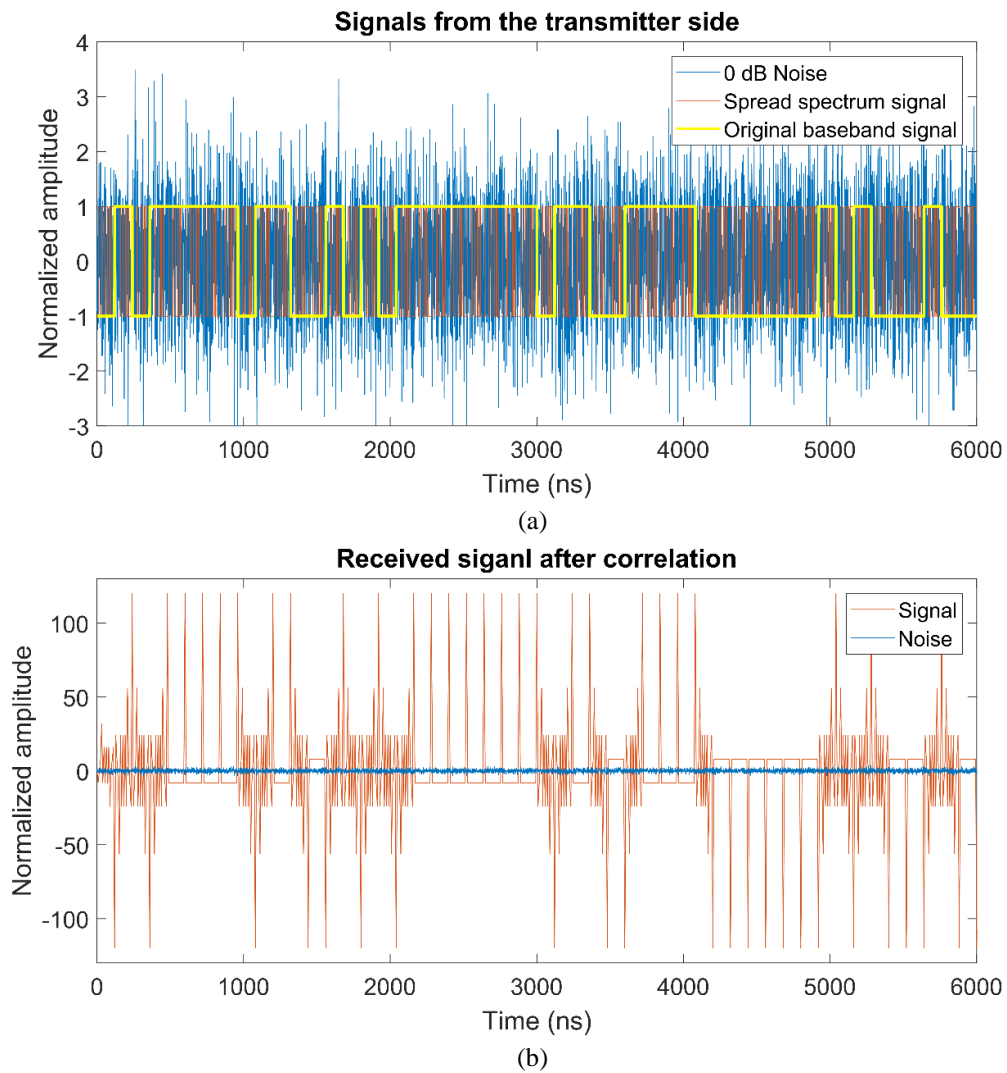 Signals from the transmitter side
4
3
2
1
0
-1
-2
-3
Normalized amplitude
0 dB Noise
Spread spectrum signal
Original baseband signal
0 1000 2000 3000 4000 5000 6000
Time (ns)
(a)
Received siganl after correlation
100
50
0
-50
-100
Normalized amplitude
Signal
Noise
0 1000 2000 3000 4000 5000 6000
Time (ns)
(b)